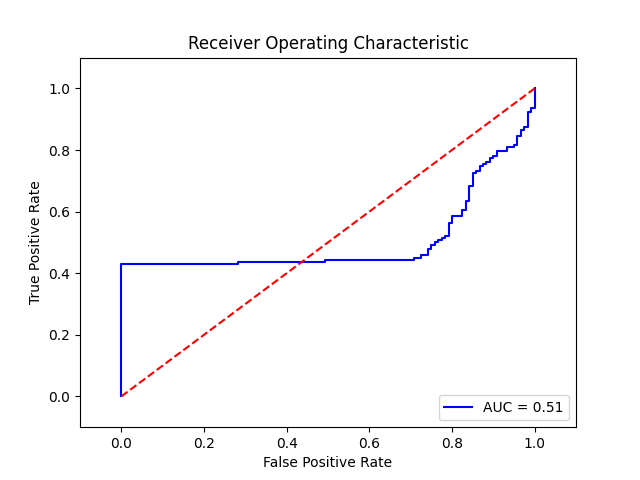 Receiver Operating Characteristic
True Positive Rate
1.0
0.8
0.6
0.4
0.2
0.0
AUC = 0.51
0.0 0.2 0.4 0.6 0.8 1.0
False Positive Rate